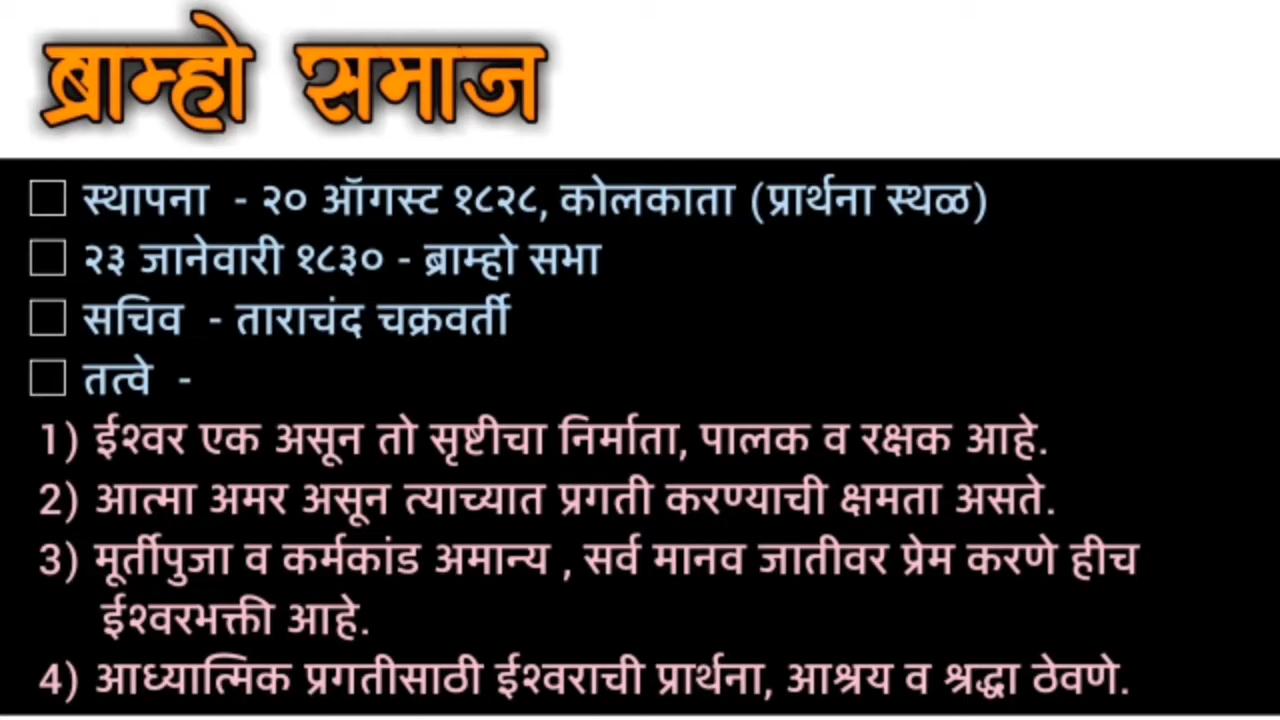 ब्राम्हो समाज
□ स्थापना - २० ऑगस्ट १८२८, कोलकाता (प्रार्थना स्थळ)
□ २३ जानेवारी १८३० - ब्राम्हो सभा
□ सचिव - ताराचंद चक्रवर्ती
□ तत्वे -
1) ईश्वर एक असून तो सृष्टीचा निर्माता, पालक व रक्षक आहे.
2) आत्मा अमर असून त्याच्यात प्रगती करण्याची क्षमता असते.
3) मूर्तीपुजा व कर्मकांड अमान्य , सर्व मानव जातीवर प्रेम करणे हीच
ईश्वरभक्ती आहे.
4) आध्यात्मिक प्रगतीसाठी ईश्वराची प्रार्थना, आश्रय व श्रद्धा ठेवणे.